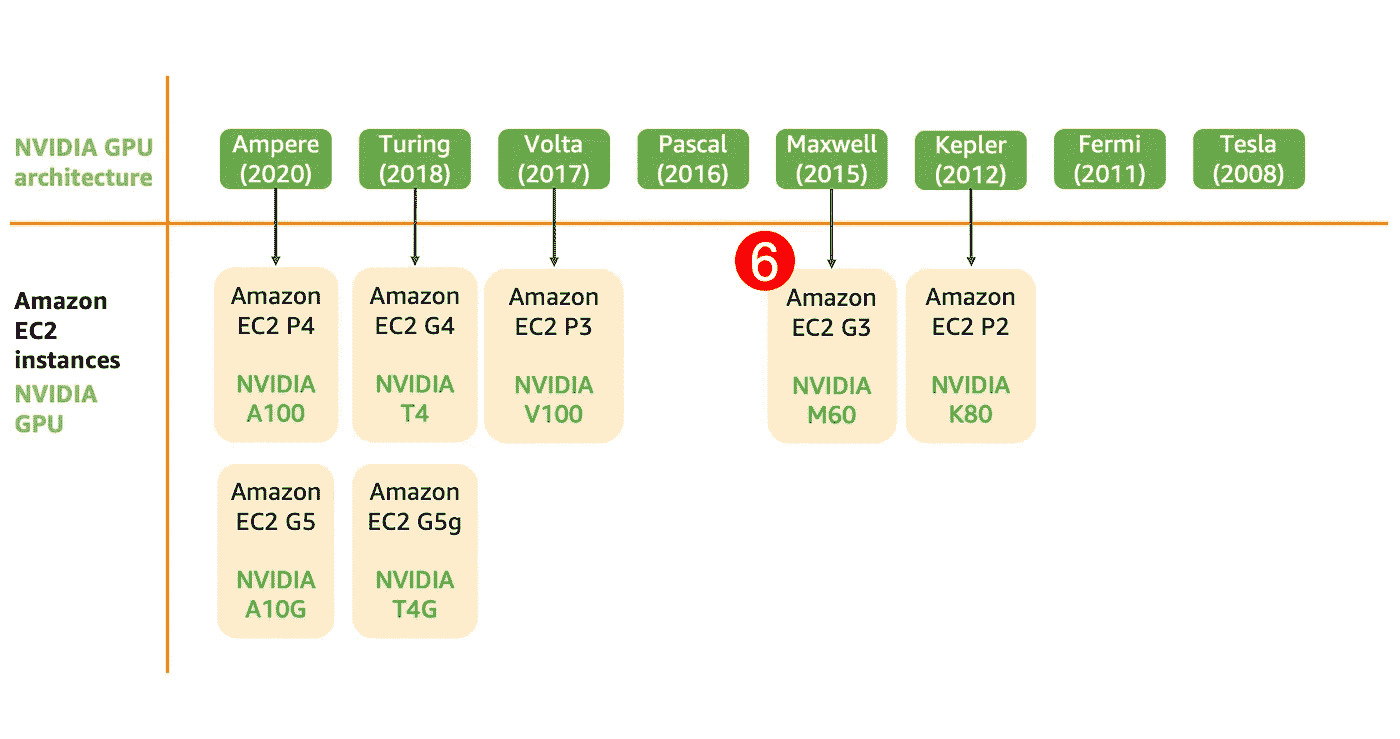 NVIDIA GPU
architecture
Ampere
(2020)
Turing
(2018)
Volta
(2017)
Pascal
(2016)
Maxwell
(2015)
Kepler
(2012)
Fermi
(2011)
Tesla
(2008)
Amazon
EC2
instances
NVIDIA
GPU
Amazon
EC2 P4
NVIDIA
A100
Amazon
EC2 G4
NVIDIA
T4
Amazon
EC2 P3
NVIDIA
V100
6
Amazon
EC2 G3
NVIDIA
M60
Amazon
EC2 P2
NVIDIA
K80
Amazon
EC2 G5
NVIDIA
A10G
Amazon
EC2 G5g
NVIDIA
T4G